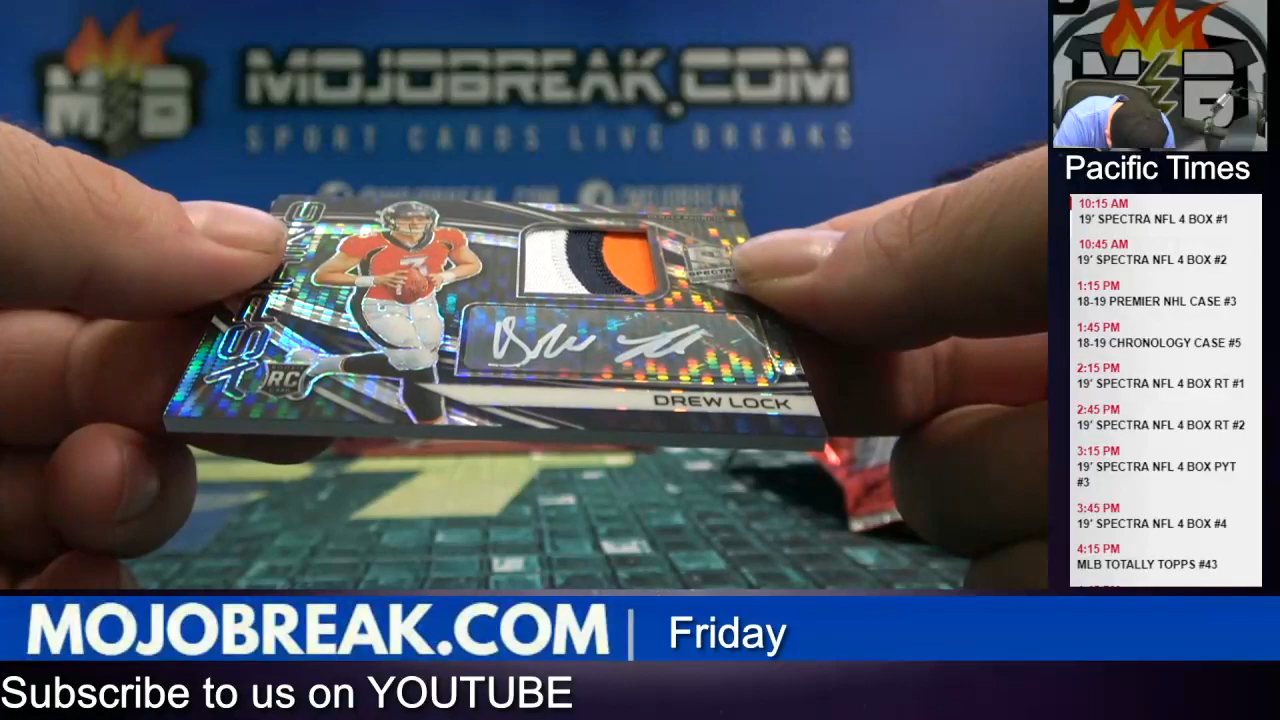 MOJOBREAK.COM
SPORT CARDS LIVE BREAKS
M B
SPECTRA
RC
DREW LOCK
Pacific Times
10:15 AM
19' SPECTRA NFL 4 BOX #1
10:45 AM
19' SPECTRA NFL 4 BOX #2
1:15 PM
18-19 PREMIER NHL CASE #3
1:45 PM
18-19 CHRONOLOGY CASE #5
2:15 PM
19' SPECTRA NFL 4 BOX RT #1
2:45 PM
19' SPECTRA NFL 4 BOX RT #2
3:15 PM
19' SPECTRA NFL 4 BOX PYT
#3
3:45 PM
19' SPECTRA NFL 4 BOX #4
4:15 PM
MLB TOTALLY TOPPS #43
MOJOBREAK.COM | Friday
Subscribe to us on YOUTUBE